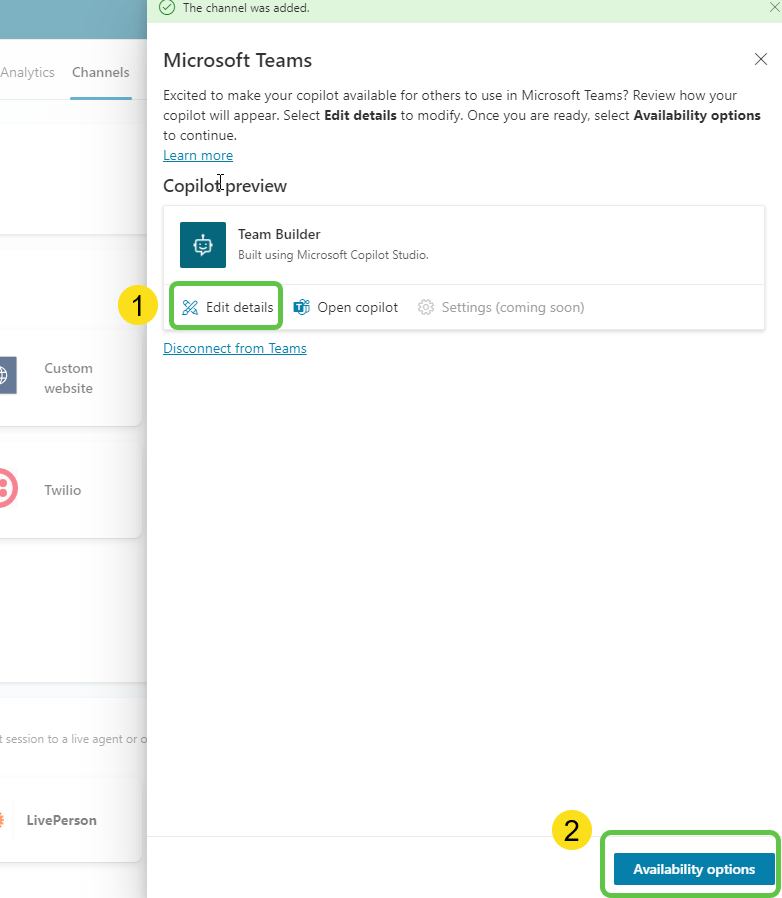 The channel was added.
Analytics
Channels
Microsoft Teams
Excited to make your copilot available for others to use in Microsoft Teams? Review how your
copilot will appear. Select Edit details to modify. Once you are ready, select Availability options
to continue.
Learn more
Copilot preview
Team Builder
Built using Microsoft Copilot Studio.
1
Edit details
Open copilot
Settings (coming soon)
Disconnect from Teams
Custom
website
Twilio
t session to a live agent or o
LivePerson
2
Availability options